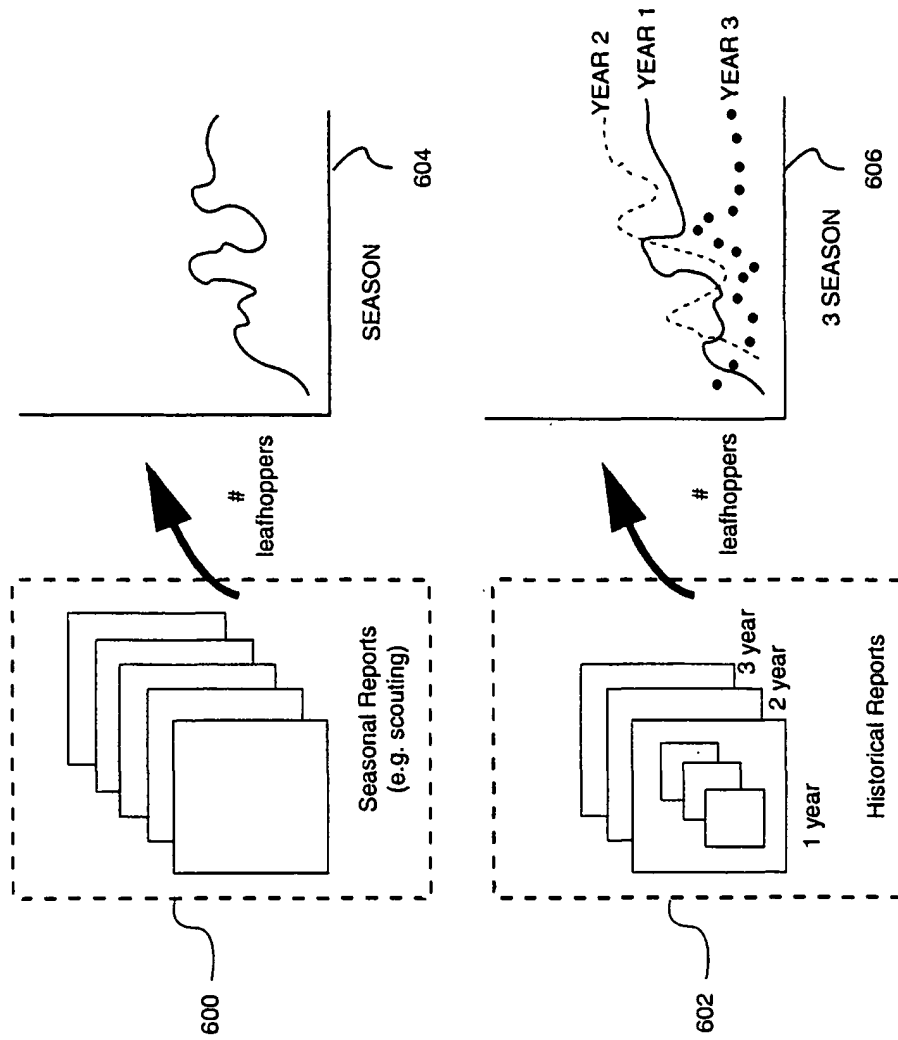 600
Seasonal Reports
(e.g. scouting)
#
leafhoppers
SEASON
604
602
1 year
2 year
3 year
Historical Reports
#
leafhoppers
YEAR 2
YEAR 1
YEAR 3
3 SEASON
606